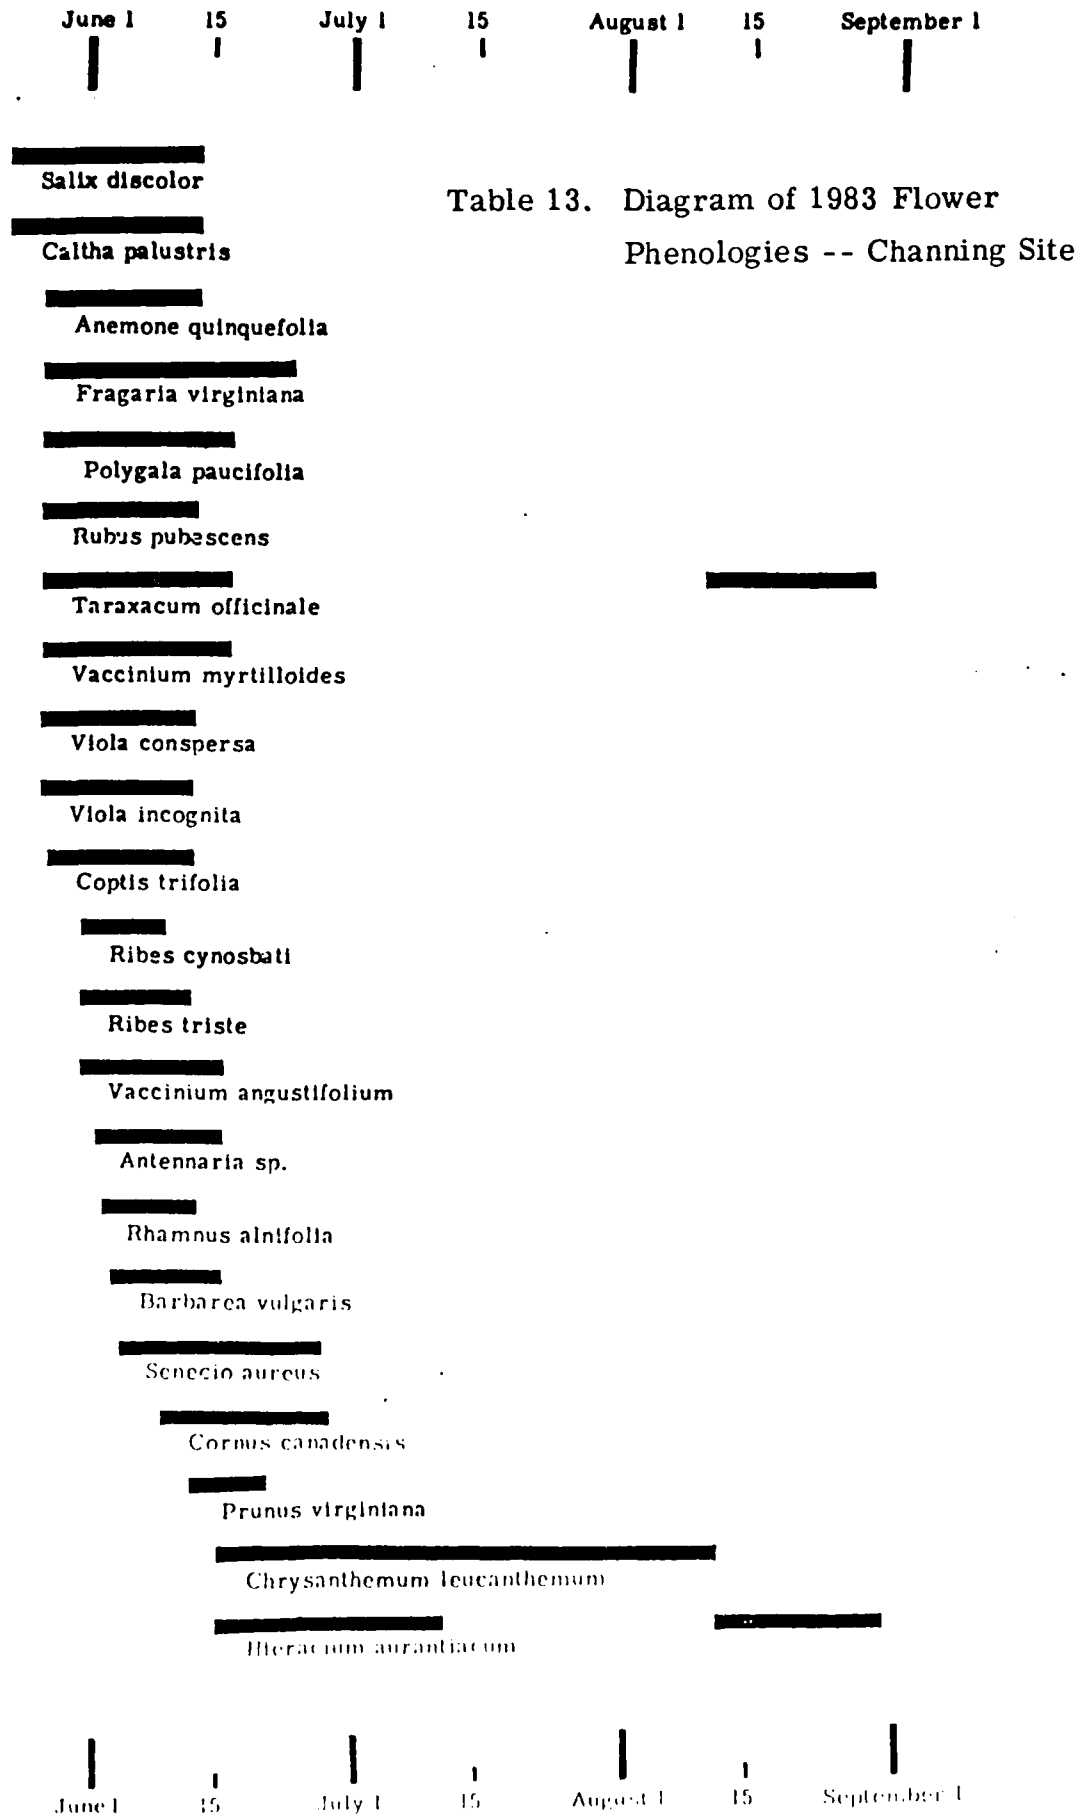 June 1 15 July 1 15 August 1 15 September 1
Salix discolor
Table 13. Diagram of 1983 Flower
Phenologies -- Channing Site
Caltha palustris
Anemone quinquefolia
Fragaria virginiana
Polygala paucifolia
Rubus pubescens
Taraxacum officinale
Vaccinium myrtilloides
Viola conspersa
Viola incognita
Coptis trifolia
Ribes cynosbati
Ribes triste
Vaccinium angustifolium
Antennaria sp.
Rhamnus alnifolia
Barbarea vulgaris
Senecio aureus
Cornus canadensis
Prunus virginiana
Chrysanthemum leucanthemum
Hieracium aurantiacum
June 1 15 July 1 15 August 1 15 September 1